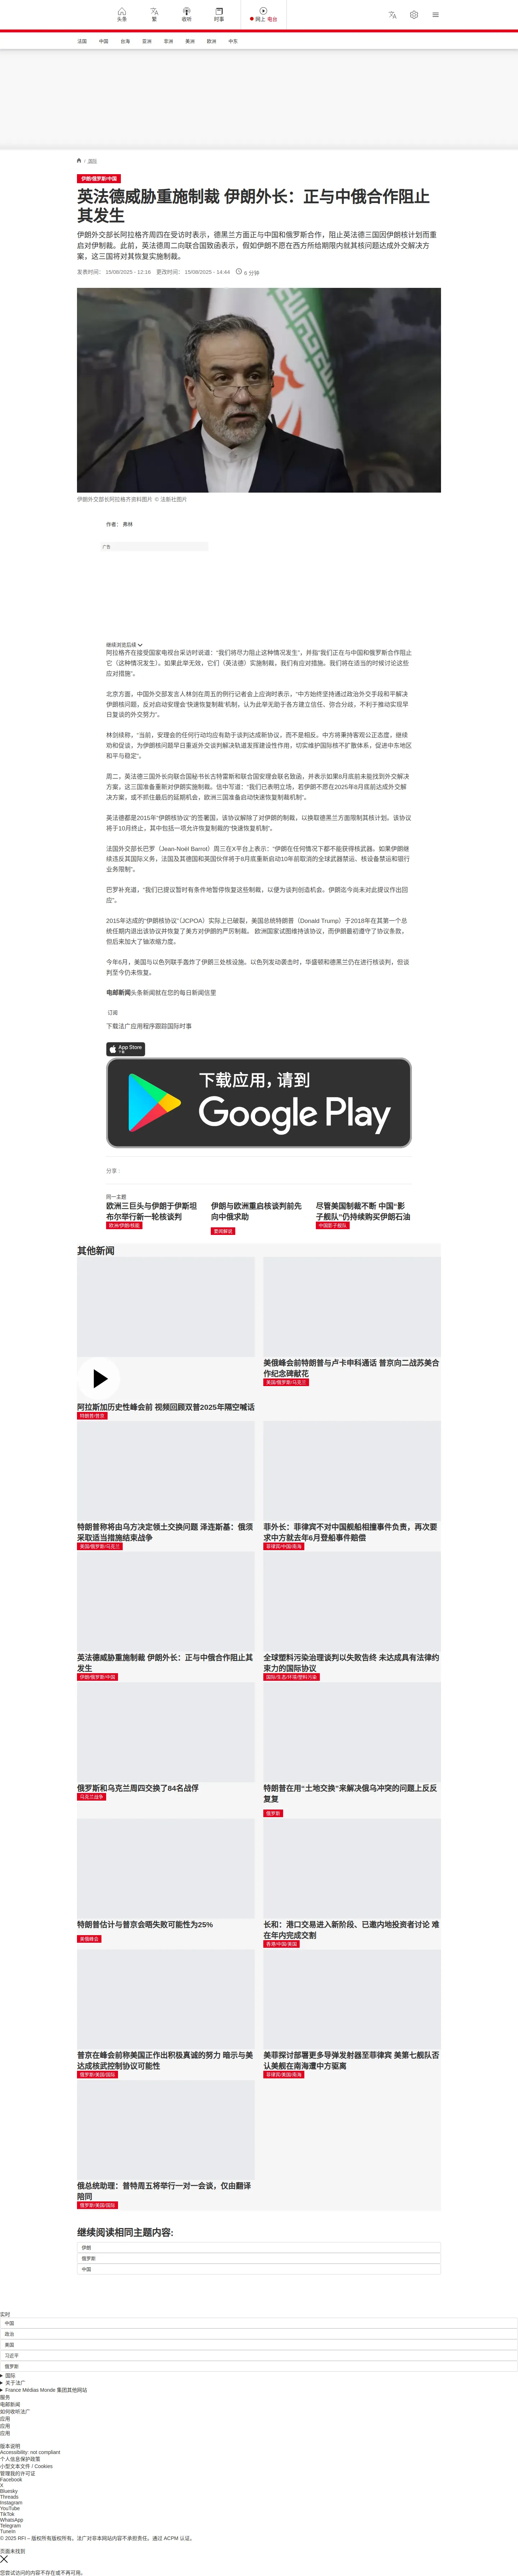 头条
繁
收听
时事
网上 电台
法国
中国
台海
亚洲
非洲
美洲
欧洲
中东
/ 国际
伊朗/俄罗斯/中国
英法德威胁重施制裁 伊朗外长：正与中俄合作阻止
其发生
伊朗外交部长阿拉格齐周四在受访时表示，德黑兰方面正与中国和俄罗斯合作，阻止英法德三国因伊朗核计划而重
启对伊制裁。此前，英法德周二向联合国致函表示，假如伊朗不愿在西方所给期限内就其核问题达成外交解决方
案，这三国将对其恢复实施制裁。
发表时间： 15/08/2025 - 12:16 更改时间： 15/08/2025 - 14:44 6 分钟
伊朗外交部长阿拉格齐资料图片 © 法新社图片
作者： 弗林
广告
继续浏览后续
阿拉格齐在接受国家电视台采访时说道：“我们将尽力阻止这种情况发生”，并指“我们正在与中国和俄罗斯合作阻止
它（这种情况发生）。如果此举无效，它们（英法德）实施制裁，我们有应对措施。我们将在适当的时候讨论这些
应对措施”。
北京方面，中国外交部发言人林剑在周五的例行记者会上应询时表示，“中方始终坚持通过政治外交手段和平解决
伊朗核问题，反对启动安理会‘快速恢复制裁’机制，认为此举无助于各方建立信任、弥合分歧，不利于推动实现早
日复谈的外交努力”。
林剑续称，“当前，安理会的任何行动均应有助于谈判达成新协议，而不是相反。中方将秉持客观公正态度，继续
劝和促谈，为伊朗核问题早日重返外交谈判解决轨道发挥建设性作用，切实维护国际核不扩散体系，促进中东地区
和平与稳定”。
周二，英法德三国外长向联合国秘书长古特雷斯和联合国安理会联名致函，并表示如果8月底前未能找到外交解决
方案，这三国准备重新对伊朗实施制裁。信中写道：“我们已表明立场，若伊朗不愿在2025年8月底前达成外交解
决方案，或不抓住最后的延期机会，欧洲三国准备启动快速恢复制裁机制”。
英法德都是2015年“伊朗核协议”的签署国，该协议解除了对伊朗的制裁，以换取德黑兰方面限制其核计划。该协议
将于10月终止，其中包括一项允许恢复制裁的“快速恢复机制”。
法国外交部长巴罗（Jean-Noël Barrot）周三在X平台上表示：“伊朗在任何情况下都不能获得核武器。如果伊朗继
续违反其国际义务，法国及其德国和英国伙伴将于8月底重新启动10年前取消的全球武器禁运、核设备禁运和银行
业务限制”。
巴罗补充道，“我们已提议暂时有条件地暂停恢复这些制裁，以便为谈判创造机会。伊朗迄今尚未对此提议作出回
应”。
2015年达成的“伊朗核协议”（JCPOA）实际上已破裂，美国总统特朗普（Donald Trump）于2018年在其第一个总
统任期内退出该协议并恢复了美方对伊朗的严厉制裁。 欧洲国家试图维持该协议，而伊朗最初遵守了协议条款，
但后来加大了铀浓缩力度。
今年6月，美国与以色列联手轰炸了伊朗三处核设施。以色列发动袭击时，华盛顿和德黑兰仍在进行核谈判，但谈
判至今仍未恢复。
电邮新闻头条新闻就在您的每日新闻信里
订阅
下载法广应用程序跟踪国际时事
App Store
下载
下载应用，请到
Google Play
分享 :
同一主题
欧洲三巨头与伊朗于伊斯坦
布尔举行新一轮核谈判
欧洲/伊朗/核能
伊朗与欧洲重启核谈判前先
向中俄求助
要闻解说
尽管美国制裁不断 中国“影
子舰队”仍持续购买伊朗石油
中国影子舰队
其他新闻
阿拉斯加历史性峰会前 视频回顾双普2025年隔空喊话
特朗普/普京
美俄峰会前特朗普与卢卡申科通话 普京向二战苏美合
作纪念碑献花
美国/俄罗斯/乌克兰
特朗普称将由乌方决定领土交换问题 泽连斯基：俄须
采取适当措施结束战争
美国/俄罗斯/乌克兰
菲外长：菲律宾不对中国舰船相撞事件负责，再次要
求中方就去年6月登船事件赔偿
菲律宾/中国/南海
英法德威胁重施制裁 伊朗外长：正与中俄合作阻止其
发生
伊朗/俄罗斯/中国
全球塑料污染治理谈判以失败告终 未达成具有法律约
束力的国际协议
国际/生态/环境/塑料污染
俄罗斯和乌克兰周四交换了84名战俘
乌克兰战争
特朗普在用“土地交换”来解决俄乌冲突的问题上反反
复复
俄罗斯
特朗普估计与普京会晤失败可能性为25%
美俄峰会
长和：港口交易进入新阶段、已邀内地投资者讨论 难
在年内完成交割
香港/中国/美国
普京在峰会前称美国正作出积极真诚的努力 暗示与美
达成核武控制协议可能性
俄罗斯/美国/国际
美菲探讨部署更多导弹发射器至菲律宾 美第七舰队否
认美舰在南海遭中方驱离
菲律宾/美国/南海
俄总统助理：普特周五将举行一对一会谈，仅由翻译
陪同
俄罗斯/美国/国际
继续阅读相同主题内容:
伊朗
俄罗斯
中国
实时
中国
政治
美国
习近平
俄罗斯
国际
关于法广
France Médias Monde 集团其他网站
服务
电邮新闻
如何收听法广
应用
应用
应用
版本说明
Accessibility: not compliant
个人信息保护政策
小型文本文件 / Cookies
管理我的许可证
Facebook
X
Bluesky
Threads
Instagram
YouTube
TikTok
WhatsApp
Telegram
TuneIn
© 2025 RFI – 版权所有版权所有。法广对非本网站内容不承担责任。通过 ACPM 认证。
页面未找到
您尝试访问的内容不存在或不再可用。